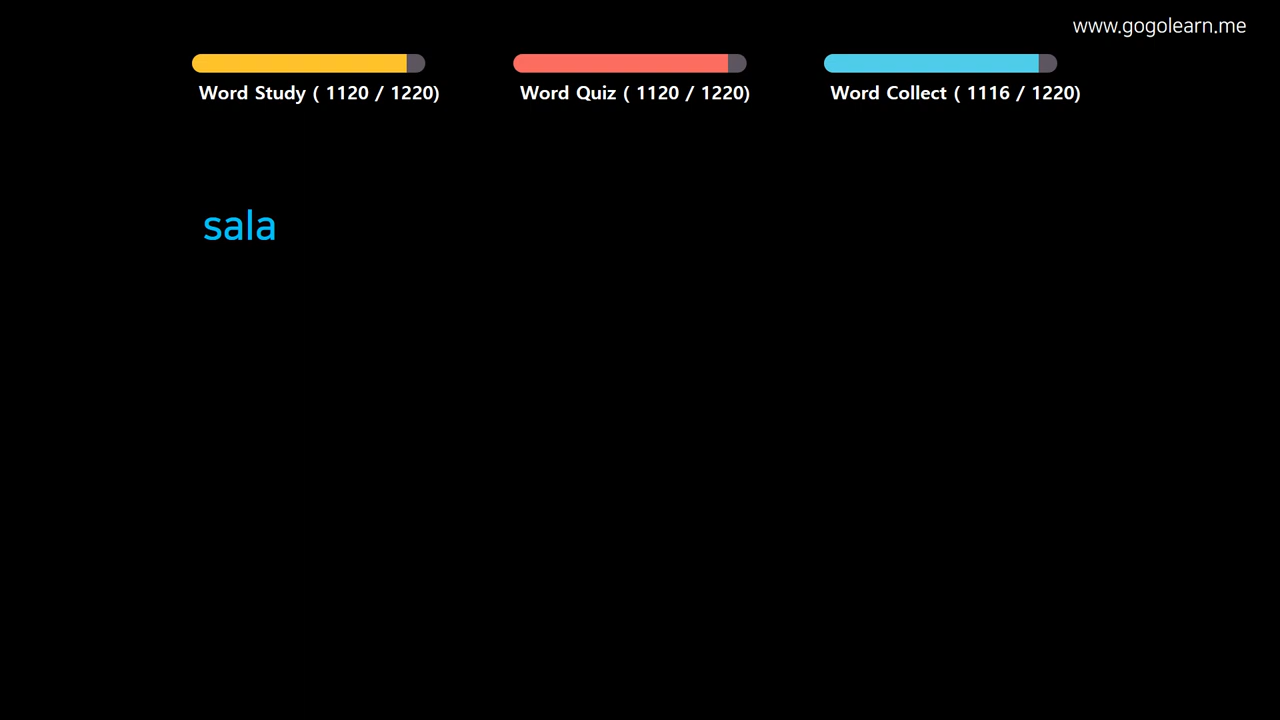 www.gogolearn.me
Word Study ( 1120 / 1220)
Word Quiz ( 1120 / 1220)
Word Collect ( 1116 / 1220)
sala